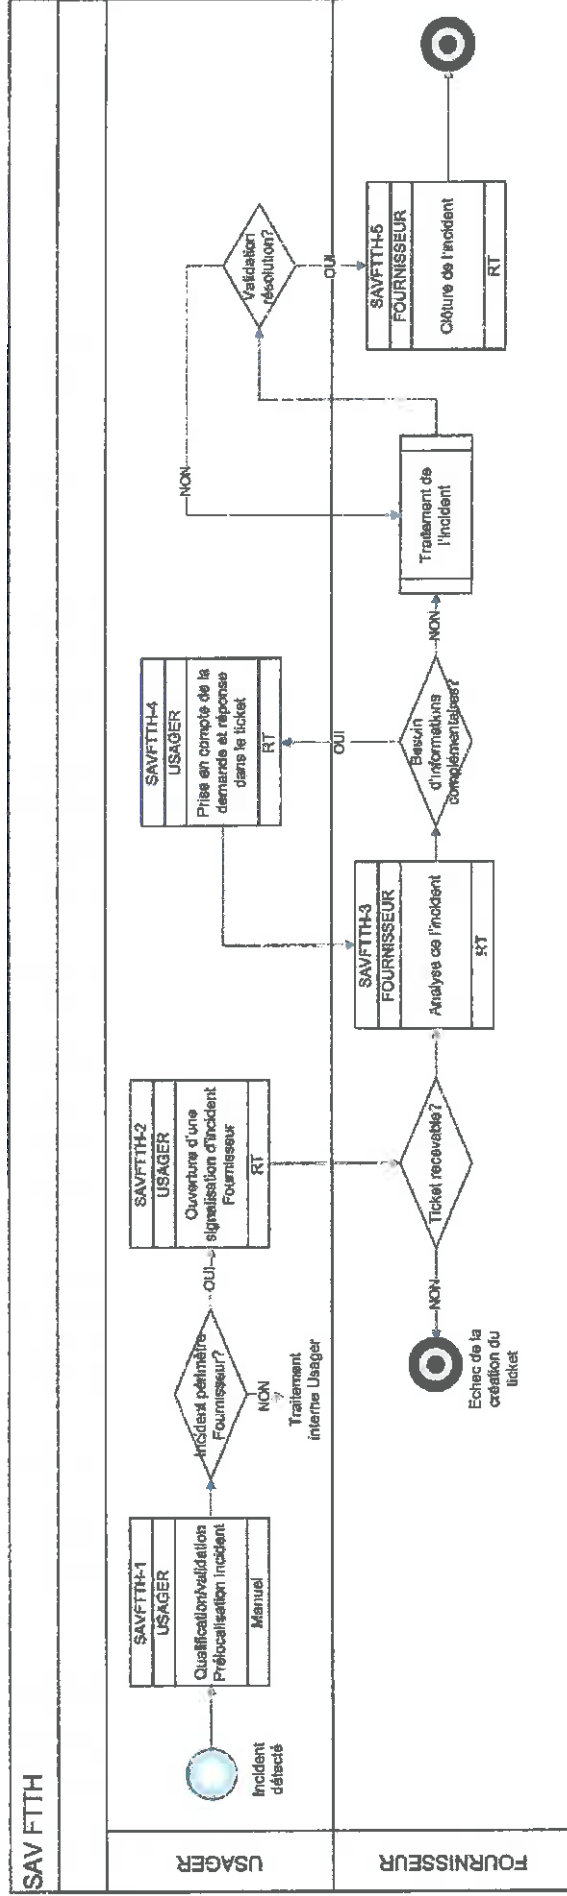 SAV FTTH
USAGER
FOURNISSEUR
Incident
détecté
SAVFTTH-1
USAGER
Qualification/validation
Prélocalisation Incident
Manuel
Incident périmètre
Fournisseur?
OUI
NON
Traitement
interne Usager
SAVFTTH-2
USAGER
Ouverture d'une
signalisation d'incident
Fournisseur
RT
Ticket recevable?
NON
Echec de la
création du
ticket
SAVFTTH-3
FOURNISSEUR
Analyse de l'incident
RT
SAVFTTH-4
USAGER
Prise en compte de la
demande et réponse
dans le ticket
RT
Besoin
d'informations
complémentaires?
OUI
NON
Traitement de
l'incident
Validation
résolution?
NON
OUI
SAVFTTH-5
FOURNISSEUR
Clôture de l'incident
RT